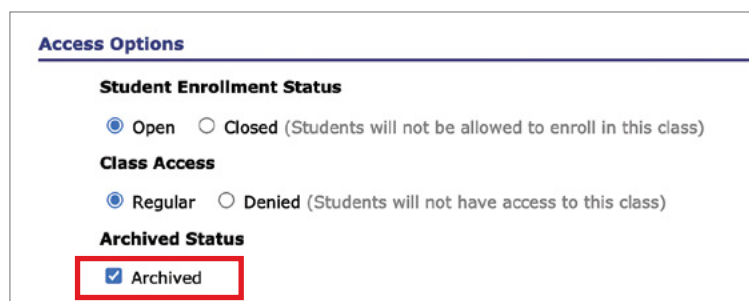 Access Options
Student Enrollment Status
Open Closed (Students will not be allowed to enroll in this class)
Class Access
Regular Denied (Students will not have access to this class)
Archived Status
Archived